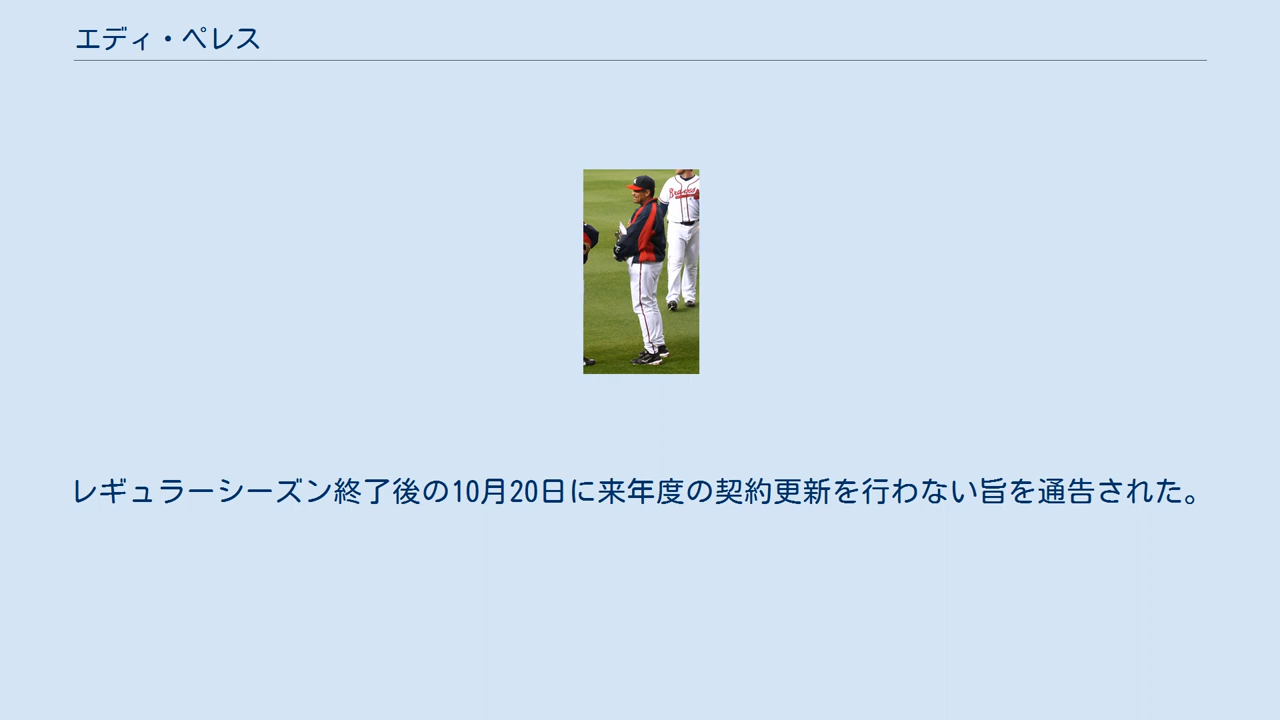 エディ・ペレス
Braves
レギュラーシーズン終了後の10月20日に来年度の契約更新を行わない旨を通告された。